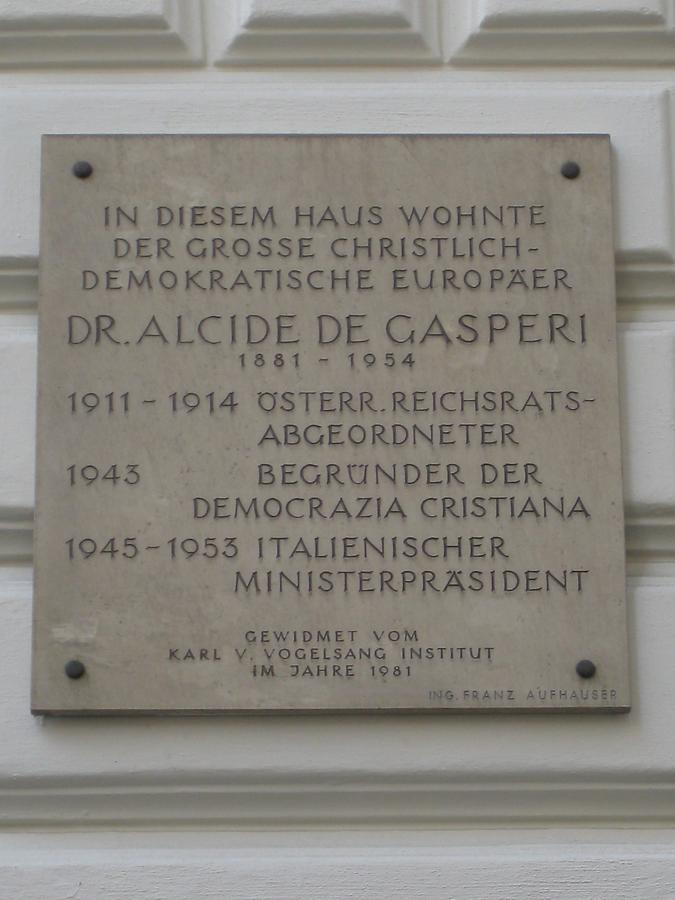 IN DIESEM HAUS WOHNTE
DER GROSSE CHRISTLICH-
DEMOKRATISCHE EUROPÄER
DR. ALCIDE DE GASPERI
1881 - 1954
1911 - 1914 ÖSTERR. REICHSRATS-
ABGEORDNETER
1943 BEGRÜNDER DER
DEMOCRAZIA CRISTIANA
1945-1953 ITALIENISCHER
MINISTERPRÄSIDENT
GEWIDMET VOM
KARL V. VOGELSANG INSTITUT
IM JAHRE 1981
ING. FRANZ AUFHAUSER